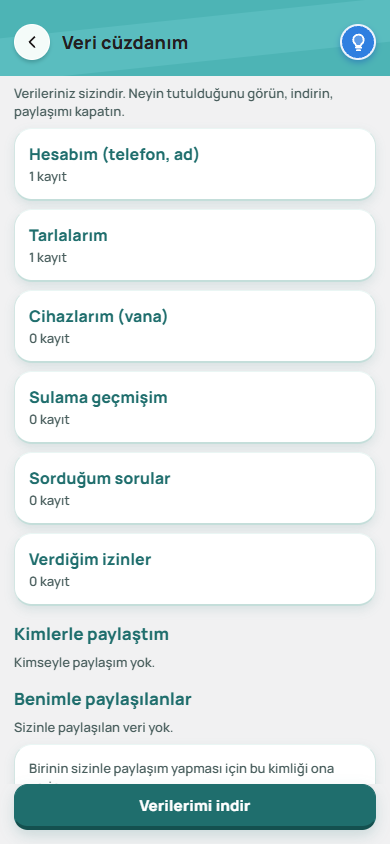 Veri cüzdanım
Verileriniz sizindir. Neyin tutulduğunu görün, indirin,
paylaşımı kapatın.
Hesabım (telefon, ad)
1 kayıt
Tarlalarım
1 kayıt
Cihazlarım (vana)
0 kayıt
Sulama geçmişim
0 kayıt
Sorduğum sorular
0 kayıt
Verdiğim izinler
0 kayıt
Kimlerle paylaştım
Kimseyle paylaşım yok.
Benimle paylaşılanlar
Sizinle paylaşılan veri yok.
Birinin sizinle paylaşım yapması için bu kimliği ona
Verilerimi indir